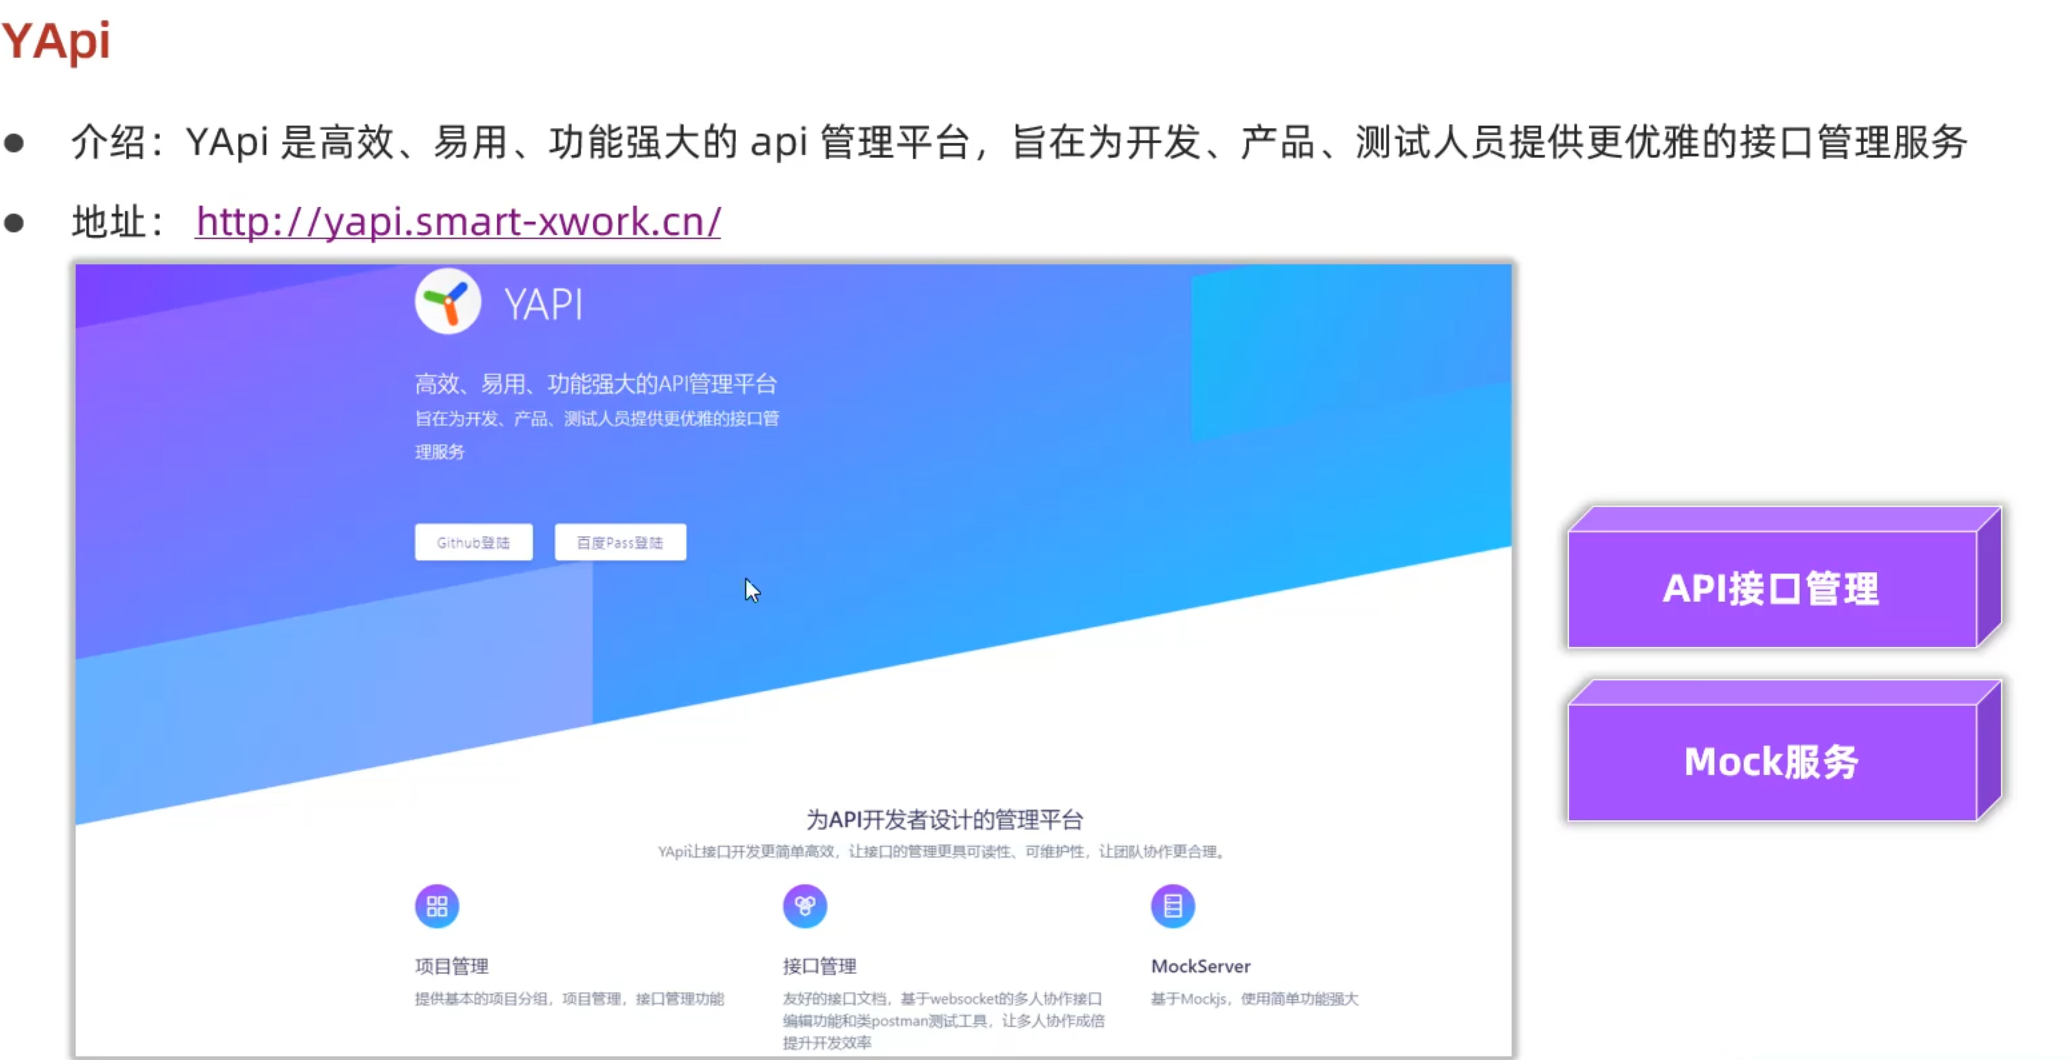 YApi
介绍：YApi 是高效、易用、功能强大的 api 管理平台，旨在为开发、产品、测试人员提供更优雅的接口管理服务
地址： http://yapi.smart-xwork.cn/
YAPI
高效、易用、功能强大的API管理平台
旨在为开发、产品、测试人员提供更优雅的接口管
理服务
Github登陆
百度Pass登陆
为API开发者设计的管理平台
YApi让接口开发更简单高效，让接口的管理更具可读性、可维护性，让团队协作更合理。
项目管理
提供基本的项目分组，项目管理，接口管理功能
接口管理
友好的接口文档，基于websocket的多人协作接口
编辑功能和类postman测试工具，让多人协作成倍
提升开发效率
MockServer
基于Mockjs，使用简单功能强大
API接口管理
Mock服务